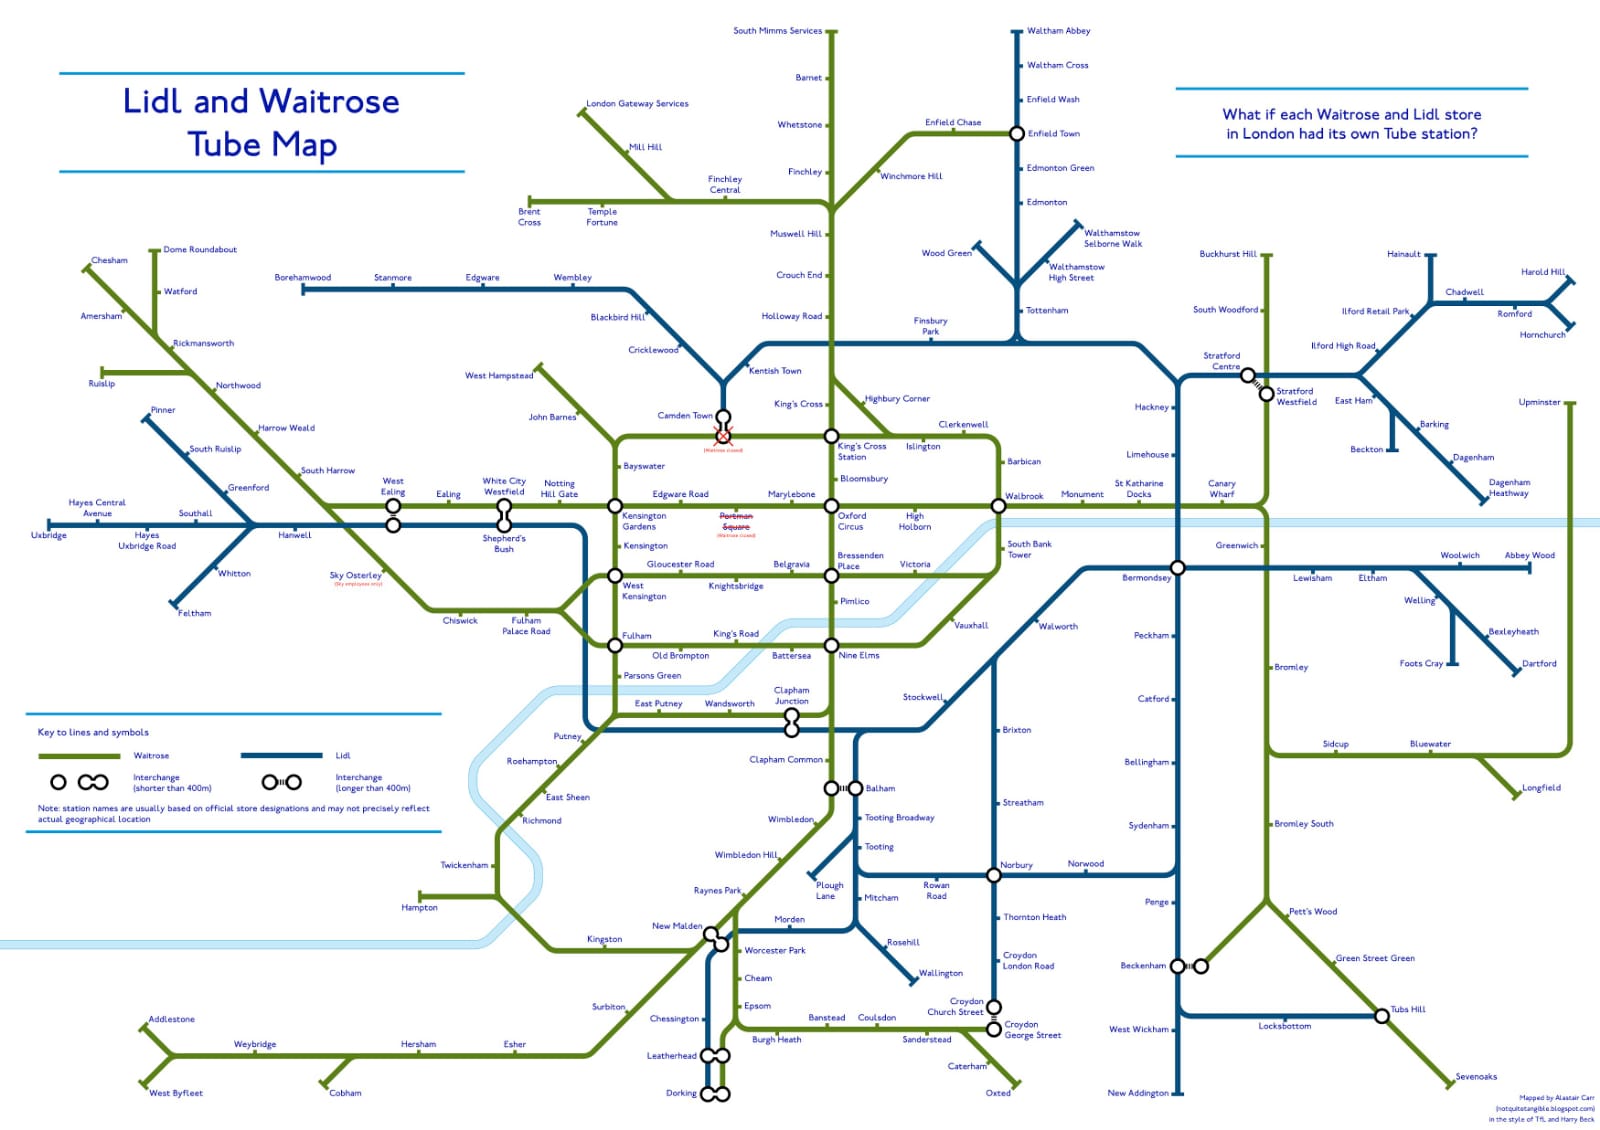 Lidl and Waitrose
Tube Map
What if each Waitrose and Lidl store
in London had its own Tube station?
South Mimms Services
Barnet
Whetstone
Finchley
Muswell Hill
Crouch End
Holloway Road
King's Cross
London Gateway Services
Mill Hill
Finchley
Central
Brent
Cross
Temple
Fortune
Waltham Abbey
Waltham Cross
Enfield Wash
Enfield Chase
Enfield Town
Winchmore Hill
Edmonton Green
Edmonton
Wood Green
Walthamstow
Selborne Walk
Walthamstow
High Street
Tottenham
Finsbury
Park
Chesham
Dome Roundabout
Watford
Amersham
Rickmansworth
Ruislip
Northwood
Harrow Weald
South Harrow
Borehamwood
Stanmore
Edgware
Wembley
Blackbird Hill
Cricklewood
Kentish Town
Camden Town
(Waitrose closed)
West Hampstead
John Barnes
Bayswater
Highbury Corner
Clerkenwell
Islington
King's Cross
Station
Bloomsbury
Barbican
Buckhurst Hill
South Woodford
Stratford
Centre
Stratford
Westfield
Hainault
Harold Hill
Chadwell
Romford
Hornchurch
Ilford Retail Park
Ilford High Road
East Ham
Barking
Beckton
Dagenham
Dagenham
Heathway
Upminster
Hackney
Limehouse
Pinner
South Ruislip
Greenford
Hayes Central
Avenue
Southall
Uxbridge
Hayes
Uxbridge Road
Hanwell
Whitton
Feltham
West
Ealing
Ealing
White City
Westfield
Shepherd's
Bush
Notting
Hill Gate
Kensington
Gardens
Edgware Road
Portman
Square
(Waitrose closed)
Marylebone
Oxford
Circus
High
Holborn
Walbrook
Monument
St Katharine
Docks
Canary
Wharf
Kensington
Sky Osterley
(Sky employees only)
Chiswick
Fulham
Palace Road
West
Kensington
Gloucester Road
Knightsbridge
Belgravia
Bressenden
Place
Victoria
South Bank
Tower
Pimlico
Fulham
Old Brompton
King's Road
Battersea
Nine Elms
Vauxhall
Walworth
Parsons Green
Greenwich
Bermondsey
Lewisham
Eltham
Woolwich
Abbey Wood
Welling
Bexleyheath
Foots Cray
Dartford
Peckham
Bromley
Catford
Stockwell
Brixton
East Putney
Wandsworth
Clapham
Junction
Putney
Roehampton
East Sheen
Richmond
Twickenham
Hampton
Kingston
Clapham Common
Balham
Wimbledon
Wimbledon Hill
Raynes Park
New Malden
Tooting Broadway
Tooting
Plough
Lane
Mitcham
Morden
Rosehill
Wallington
Rowan
Road
Streatham
Norbury
Norwood
Thornton Heath
Croydon
London Road
Croydon
Church Street
Croydon
George Street
Bellingham
Sydenham
Penge
Beckenham
West Wickham
New Addington
Sidcup
Bluewater
Longfield
Bromley South
Pett's Wood
Green Street Green
Tubs Hill
Locksbottom
Sevenoaks
Worcester Park
Cheam
Epsom
Chessington
Surbiton
Leatherhead
Dorking
Burgh Heath
Banstead
Coulsdon
Sanderstead
Caterham
Oxted
Addlestone
Weybridge
West Byfleet
Cobham
Hersham
Esher
Key to lines and symbols
Waitrose
Lidl
Interchange
(shorter than 400m)
Interchange
(longer than 400m)
Note: station names are usually based on official store designations and may not precisely reflect
actual geographical location
Mapped by Alastair Carr
(notquitetangible.blogspot.com)
in the style of TfL and Harry Beck